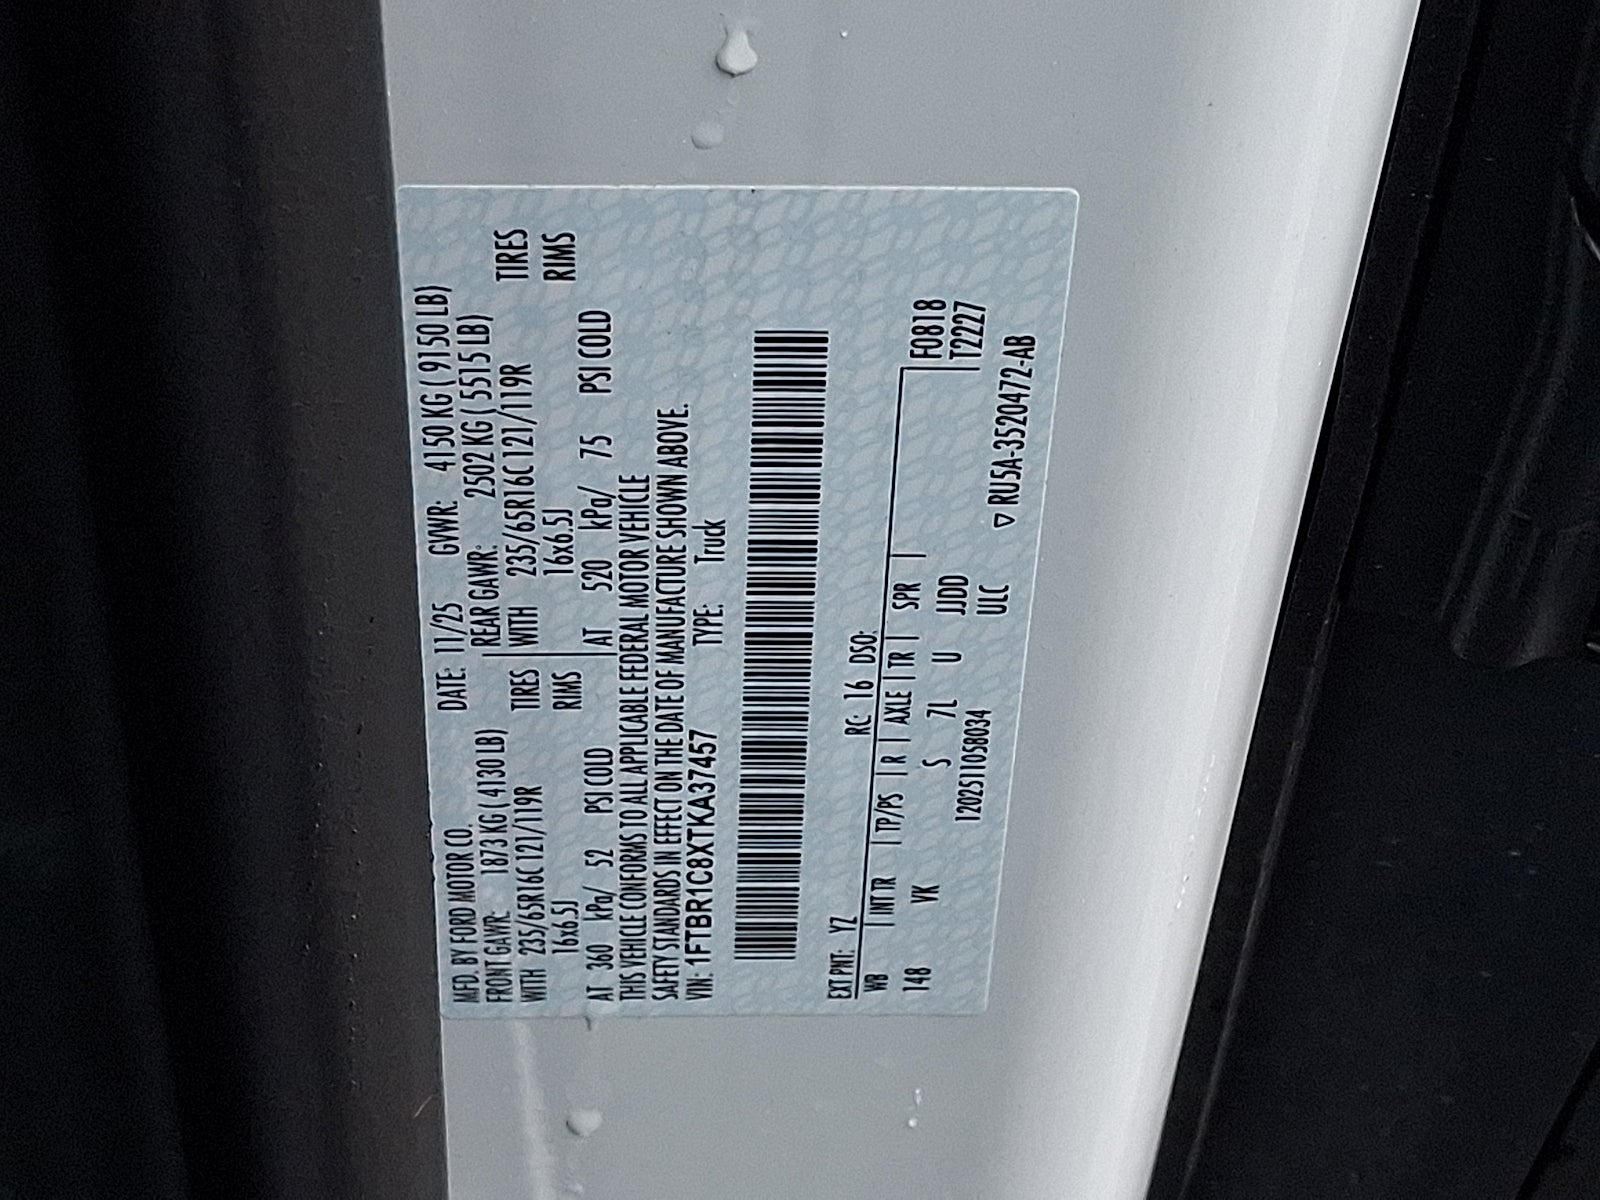 MFD. BY FORD MOTOR CO.
DATE: 11/25 GVWR: 4150 KG ( 9150 LB)
FRONT GAWR: 1873 KG ( 4130 LB)
REAR GAWR: 2502 KG ( 5515 LB)
WITH 235/65R16C 121/119R TIRES
WITH 235/65R16C 121/119R TIRES
16x6.5J RIMS
16x6.5J RIMS
AT 360 kPa/ 52 PSI COLD
AT 520 kPa/ 75 PSI COLD
THIS VEHICLE CONFORMS TO ALL APPLICABLE FEDERAL MOTOR VEHICLE
SAFETY STANDARDS IN EFFECT ON THE DATE OF MANUFACTURE SHOWN ABOVE.
VIN: 1FTBR1C8XTKA37457 TYPE: Truck
EXT PNT: YZ RC: 16 DSO:
F0818
WB | INT TR | TP/PS | R | AXLE | TR | SPR |
T2227
148 VK S 7L U JJDD
12025110S8034 ULC
▽ RU5A-3520472-AB